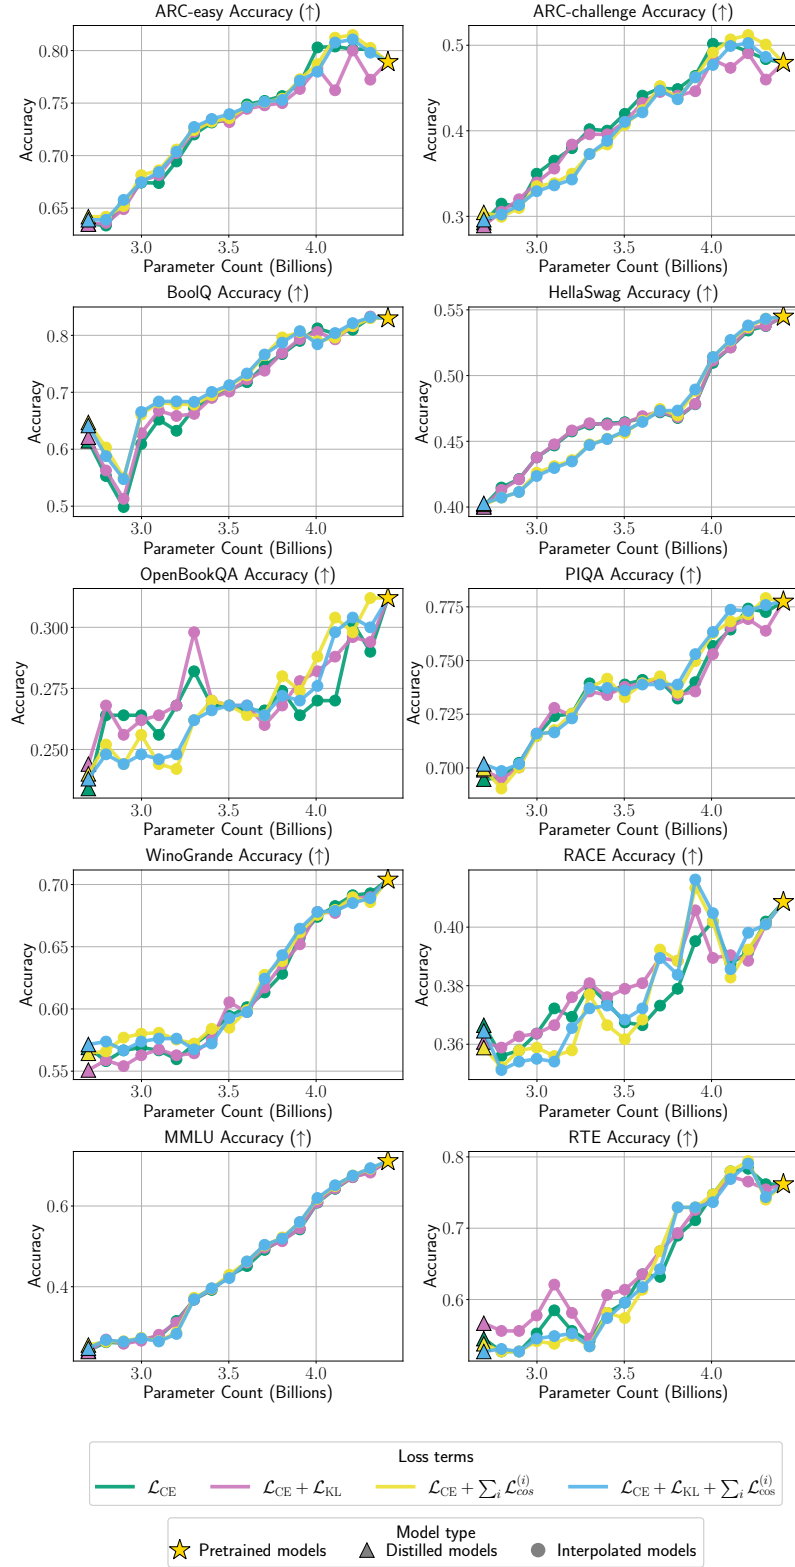 ARC-easy Accuracy (↑)
Accuracy
0.80
0.75
0.70
0.65
3.0 3.5 4.0
Parameter Count (Billions)
ARC-challenge Accuracy (↑)
Accuracy
0.5
0.4
0.3
3.0 3.5 4.0
Parameter Count (Billions)
BoolQ Accuracy (↑)
Accuracy
0.8
0.7
0.6
0.5
3.0 3.5 4.0
Parameter Count (Billions)
HellaSwag Accuracy (↑)
Accuracy
0.55
0.50
0.45
0.40
3.0 3.5 4.0
Parameter Count (Billions)
OpenBookQA Accuracy (↑)
Accuracy
0.300
0.275
0.250
3.0 3.5 4.0
Parameter Count (Billions)
PIQA Accuracy (↑)
Accuracy
0.775
0.750
0.725
0.700
3.0 3.5 4.0
Parameter Count (Billions)
WinoGrande Accuracy (↑)
Accuracy
0.70
0.65
0.60
0.55
3.0 3.5 4.0
Parameter Count (Billions)
RACE Accuracy (↑)
Accuracy
0.40
0.38
0.36
3.0 3.5 4.0
Parameter Count (Billions)
MMLU Accuracy (↑)
Accuracy
0.6
0.4
3.0 3.5 4.0
Parameter Count (Billions)
RTE Accuracy (↑)
Accuracy
0.8
0.7
0.6
3.0 3.5 4.0
Parameter Count (Billions)
Loss terms
ℒ_CE ℒ_CE + ℒ_KL ℒ_CE + ∑_i ℒ_cos^(i) ℒ_CE + ℒ_KL + ∑_i ℒ_cos^(i)
Model type
Pretrained models Distilled models Interpolated models